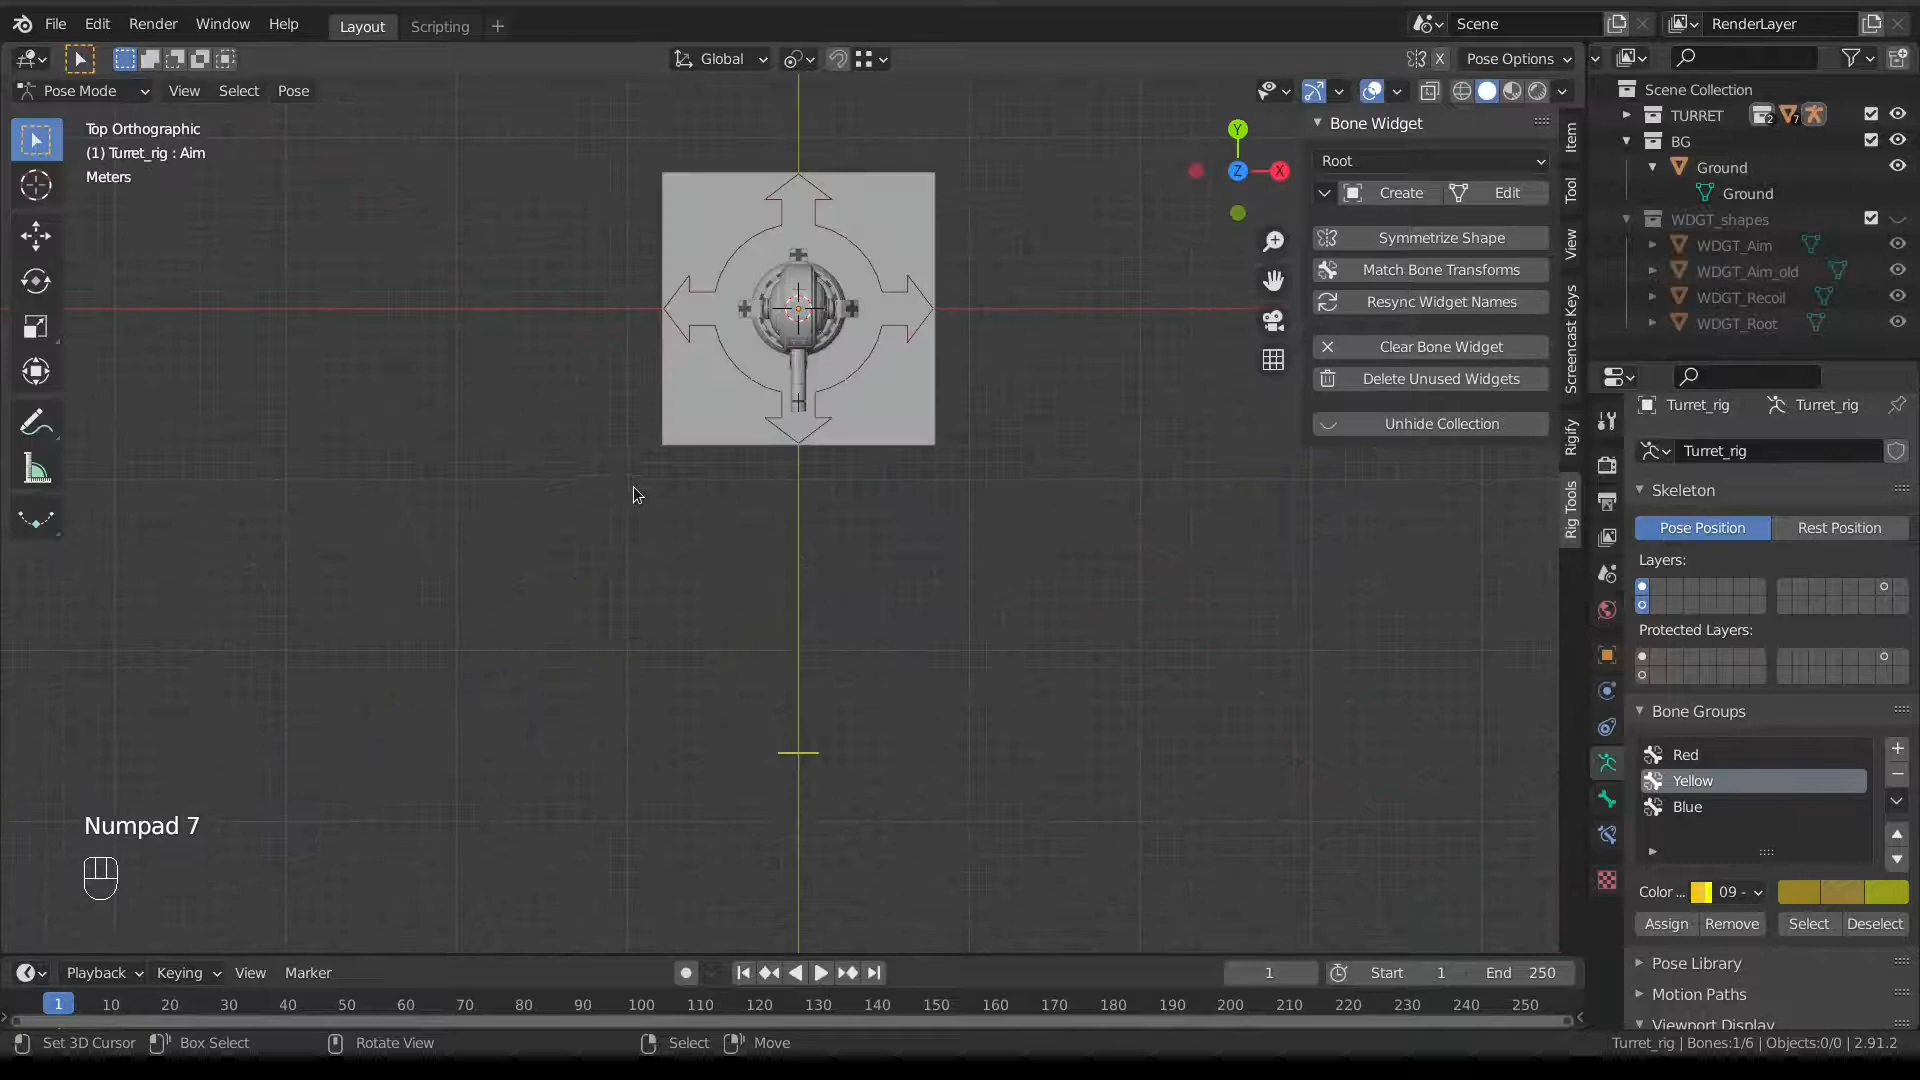 File Edit Render Window Help Layout Scripting + Scene RenderLayer
Global X Pose Options
Pose Mode View Select Pose
Top Orthographic
(1) Turret_rig : Aim
Meters
Y
X
Z
Bone Widget
Root
Create Edit
Symmetrize Shape
Match Bone Transforms
Resync Widget Names
Clear Bone Widget
Delete Unused Widgets
Unhide Collection
Item
Tool
View
Screencast Keys
Rigify
Rig Tools
Scene Collection
TURRET 2 7
BG
Ground
Ground
WDGT_shapes
WDGT_Aim
WDGT_Aim_old
WDGT_Recoil
WDGT_Root
Turret_rig Turret_rig
Turret_rig
Skeleton
Pose Position Rest Position
Layers:
Protected Layers:
Bone Groups
Red
Yellow
Blue
Color ... 09 -
Assign Remove Select Deselect
Pose Library
Motion Paths
Viewport Display
Numpad 7
Playback Keying View Marker 1 Start 1 End 250
1 10 20 30 40 50 60 70 80 90 100 110 120 130 140 150 160 170 180 190 200 210 220 230 240 250
Set 3D Cursor Box Select Rotate View Select Move Turret_rig | Bones:1/6 | Objects:0/0 | 2.91.2